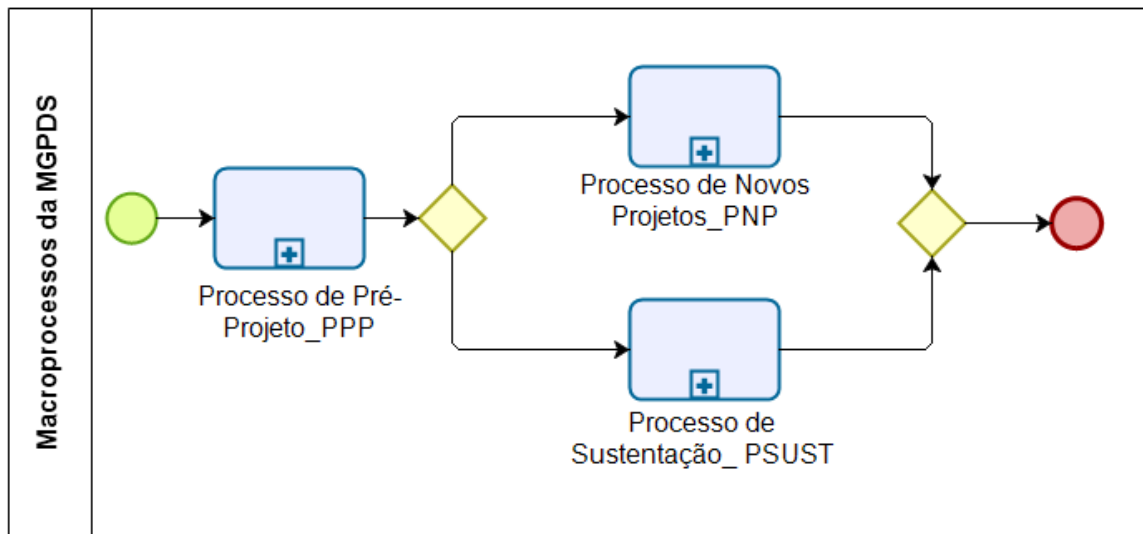 Macroprocessos da MGPDS
Processo de Pré-
Projeto_PPP
Processo de Novos
Projetos_PNP
Processo de
Sustentação_ PSUST